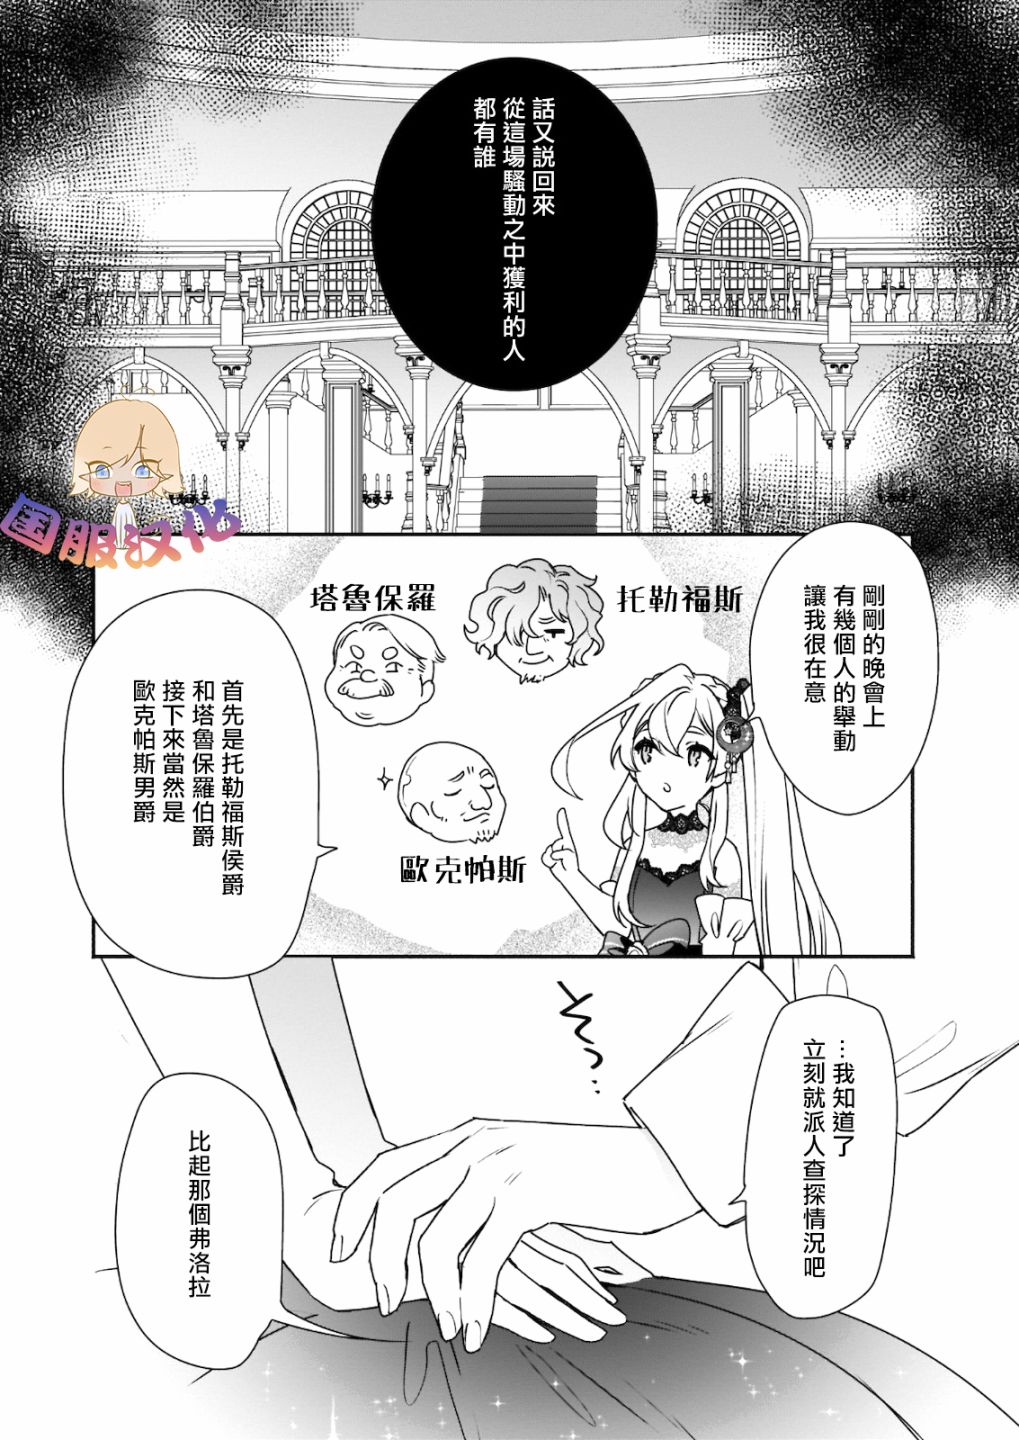 話又説回來
從這場騷動之中獲利的人
都有誰
国服汉化
剛剛的晚會上
有幾個人的舉動
讓我很在意
托勒福斯
塔魯保羅
歐克帕斯
首先是托勒福斯侯爵
和塔魯保羅伯爵
接下來當然是
歐克帕斯男爵
…我知道了
立刻就派人查探情況吧
そっ
比起那個弗洛拉